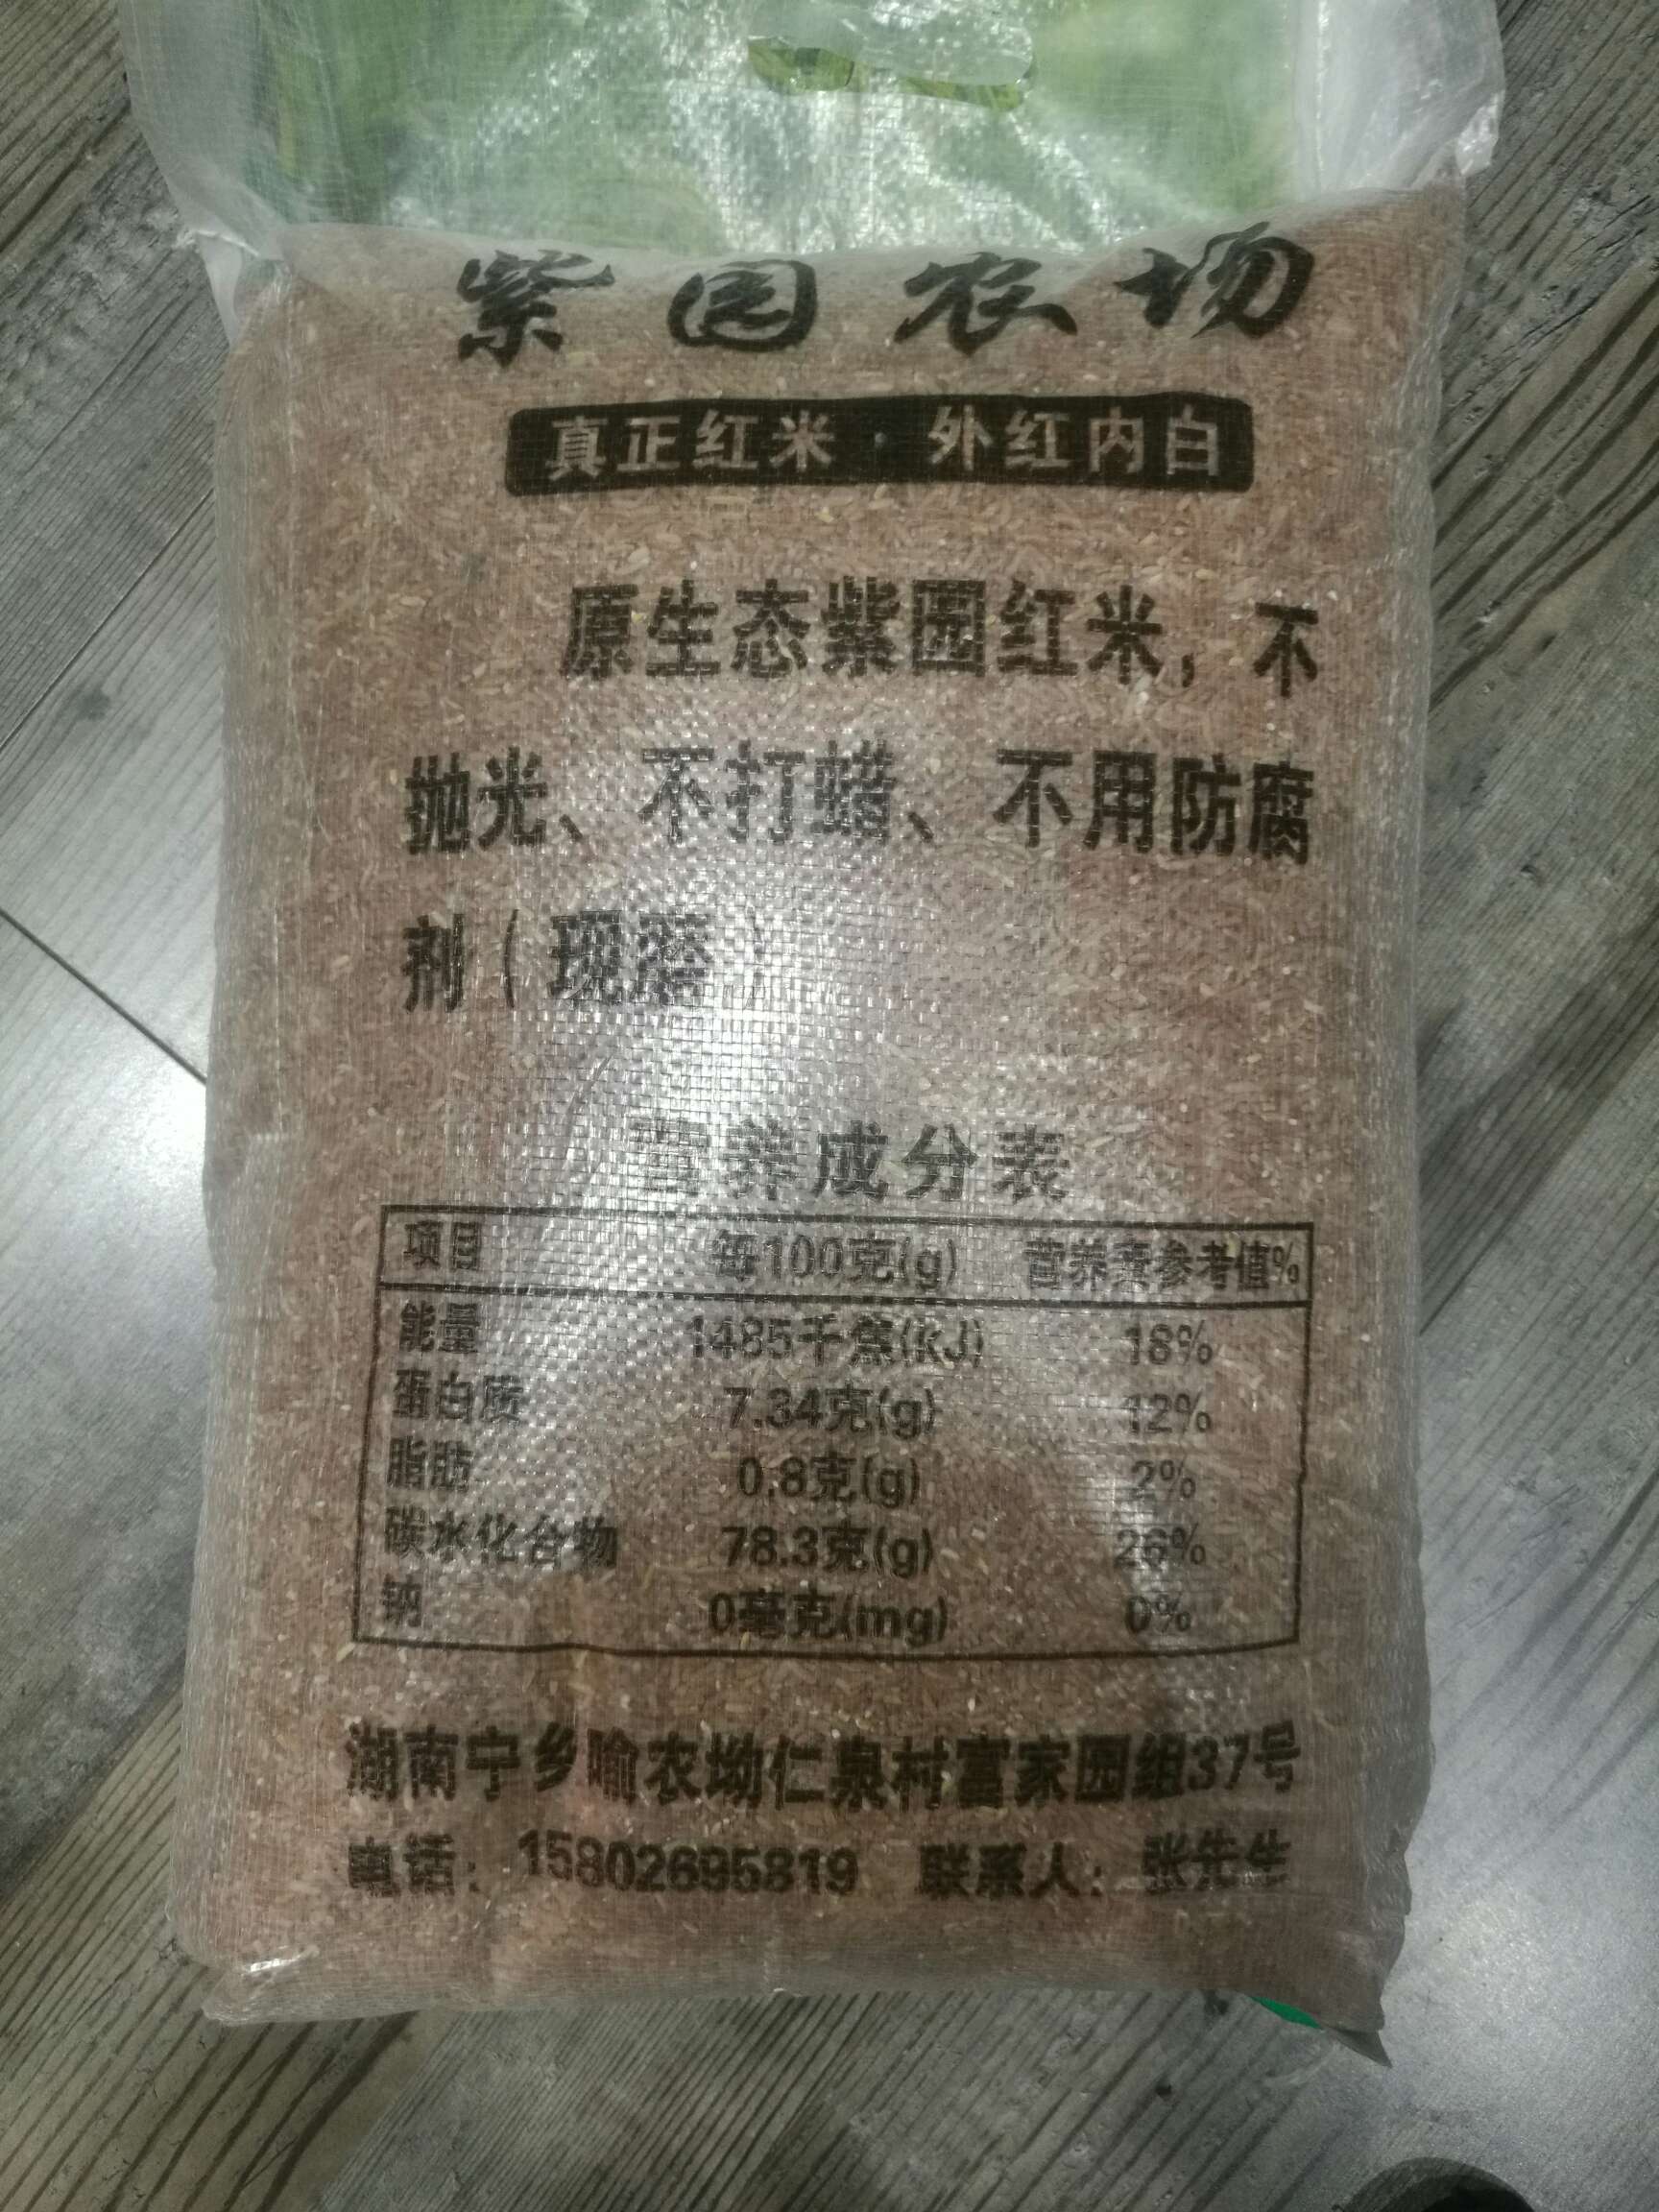 紫园农场
真正红米·外红内白
原生态紫园红米，不
抛光、不打蜡、不用防腐
剂（现磨）
营养成分表
项目 每100克(g) 营养素参考值%
能量 1485千焦(kJ) 18%
蛋白质 7.34克(g) 12%
脂肪 0.8克(g) 2%
碳水化合物 78.3克(g) 26%
钠 0毫克(mg) 0%
湖南宁乡喻农坳仁泉村富家园组37号
电话：15802695819 联系人：张先生